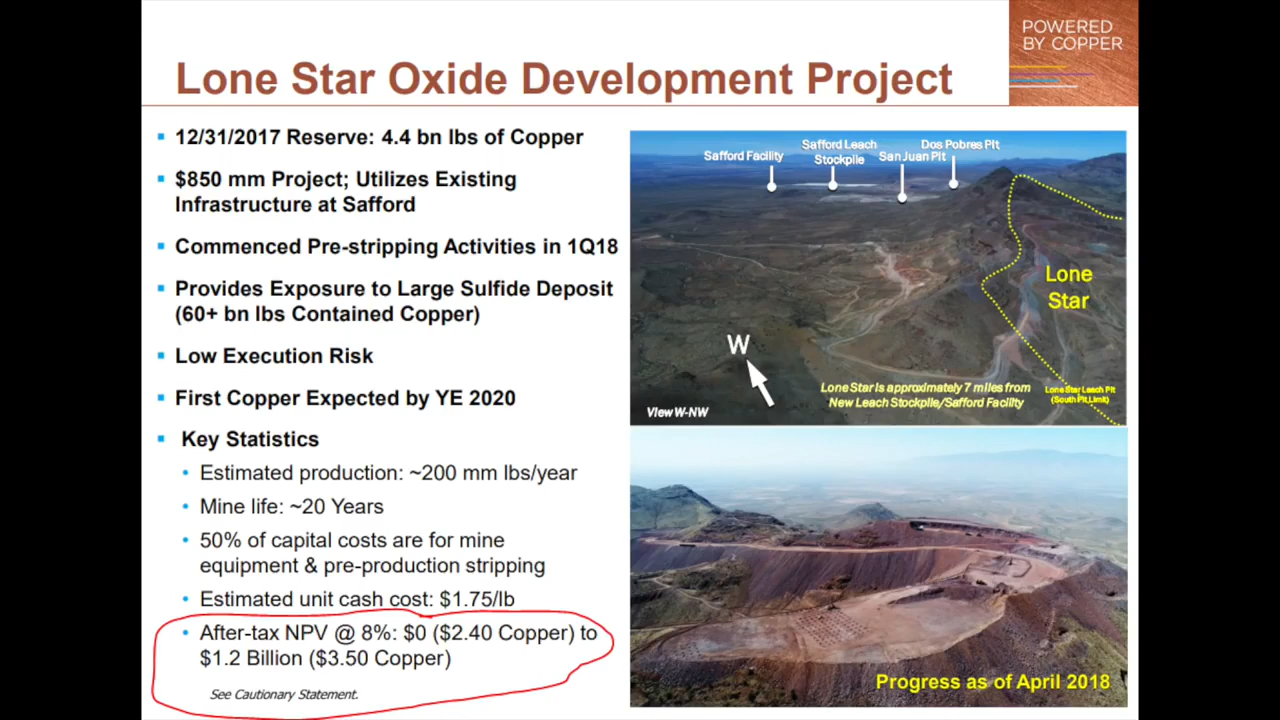 POWERED
BY COPPER
Lone Star Oxide Development Project
12/31/2017 Reserve: 4.4 bn lbs of Copper
$850 mm Project; Utilizes Existing
Infrastructure at Safford
Commenced Pre-stripping Activities in 1Q18
Provides Exposure to Large Sulfide Deposit
(60+ bn lbs Contained Copper)
Low Execution Risk
First Copper Expected by YE 2020
Key Statistics
Estimated production: ~200 mm lbs/year
Mine life: ~20 Years
50% of capital costs are for mine
equipment & pre-production stripping
Estimated unit cash cost: $1.75/lb
After-tax NPV @ 8%: $0 ($2.40 Copper) to
$1.2 Billion ($3.50 Copper)
See Cautionary Statement.
Safford Facility
Safford Leach
Stockpile
San Juan Pit
Dos Pobres Pit
Lone
Star
W
Lone Star is approximately 7 miles from
New Leach Stockpile/Safford Facility
Lone Star Leach Pit
(South Pit Limit)
View W-NW
Progress as of April 2018